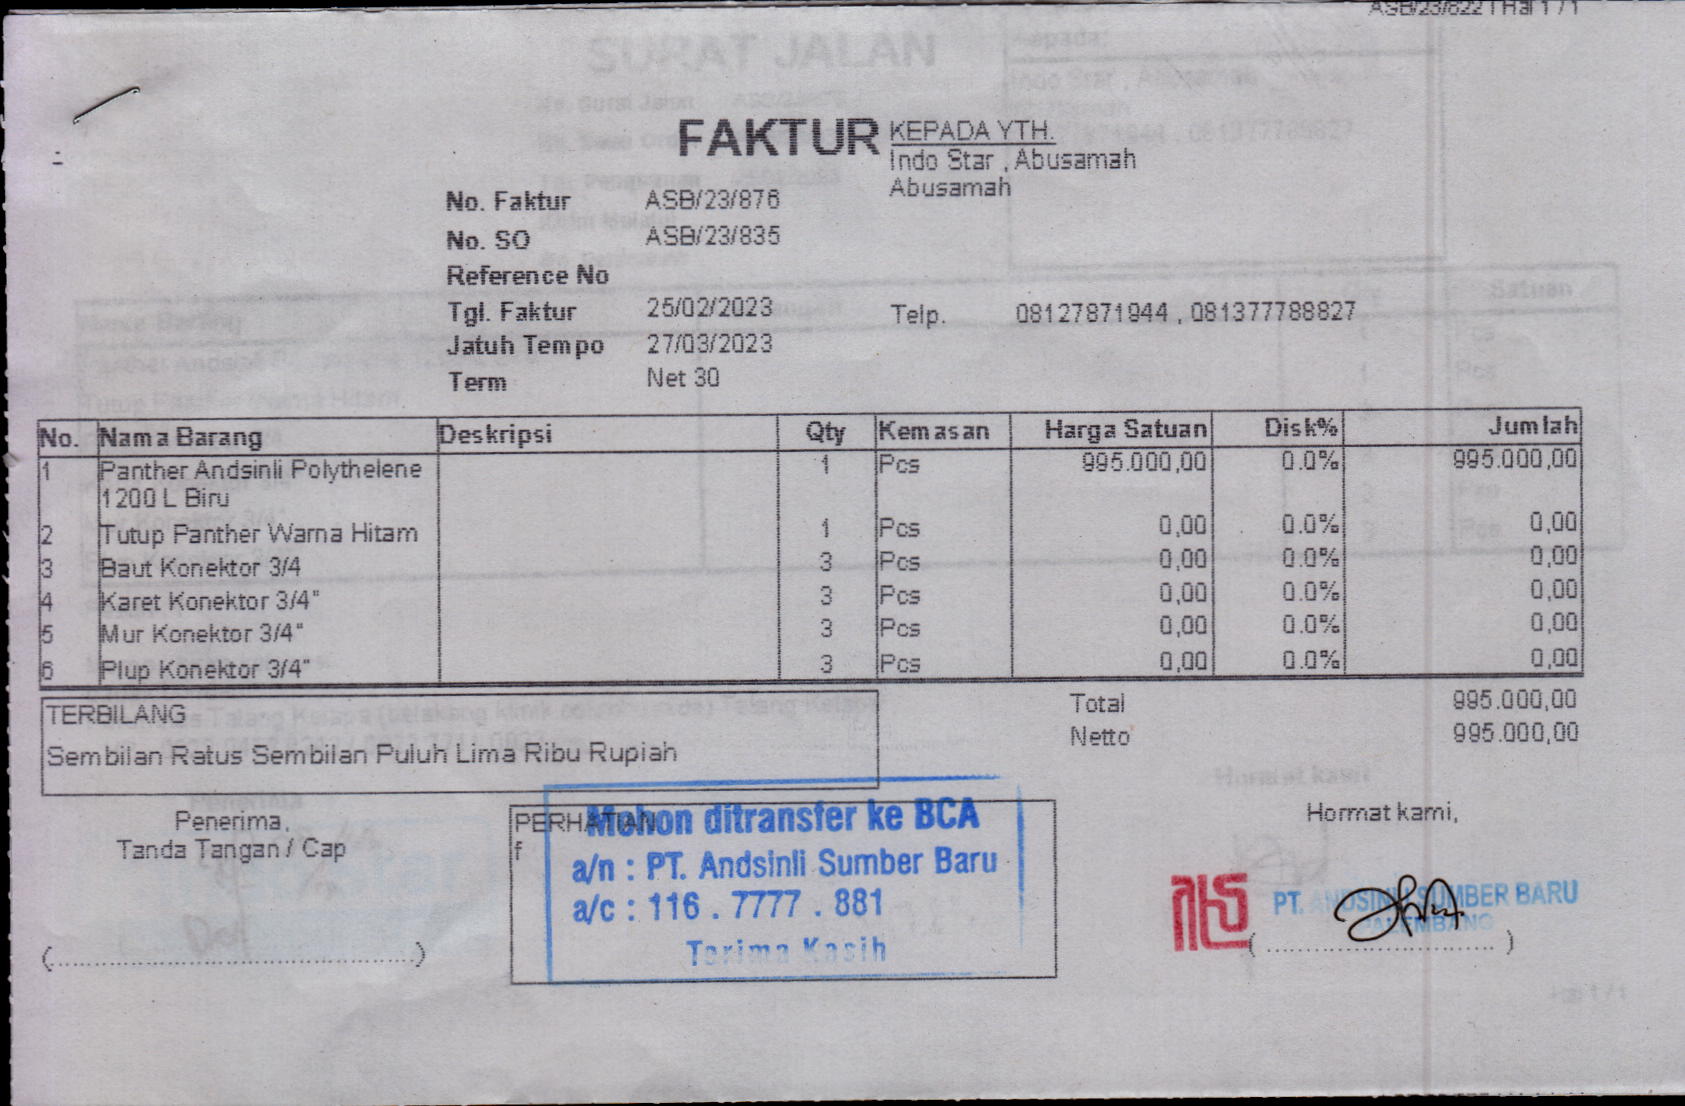 FAKTUR
KEPADA YTH.
Indo Star , Abusamah
Abusamah
No. Faktur ASB/23/876
No. SO ASB/23/835
Reference No
Tgl. Faktur 25/02/2023
Telp. 08127871944 , 081377788827
Jatuh Tempo 27/03/2023
Term Net 30
No. Nama Barang Deskripsi Qty Kemasan Harga Satuan Disk% Jumlah
1 Panther Andsinli Polythelene 1 Pcs 995.000,00 0.0% 995.000,00
1200 L Biru
2 Tutup Panther Warna Hitam 1 Pcs 0,00 0.0% 0,00
3 Baut Konektor 3/4 3 Pcs 0,00 0.0% 0,00
4 Karet Konektor 3/4" 3 Pcs 0,00 0.0% 0,00
5 Mur Konektor 3/4" 3 Pcs 0,00 0.0% 0,00
6 Plup Konektor 3/4" 3 Pcs 0,00 0.0% 0,00
Total 995.000,00
Netto 995.000,00
TERBILANG
Sembilan Ratus Sembilan Puluh Lima Ribu Rupiah
Penerima,
Tanda Tangan / Cap
(......................................................)
PERHATIAN
f
Mohon ditransfer ke BCA
a/n : PT. Andsinli Sumber Baru
a/c : 116 . 7777 . 881
Terima Kasih
Hormat kami,
PT. ANDSINLI SUMBER BARU
PALEMBANG
(..................................)